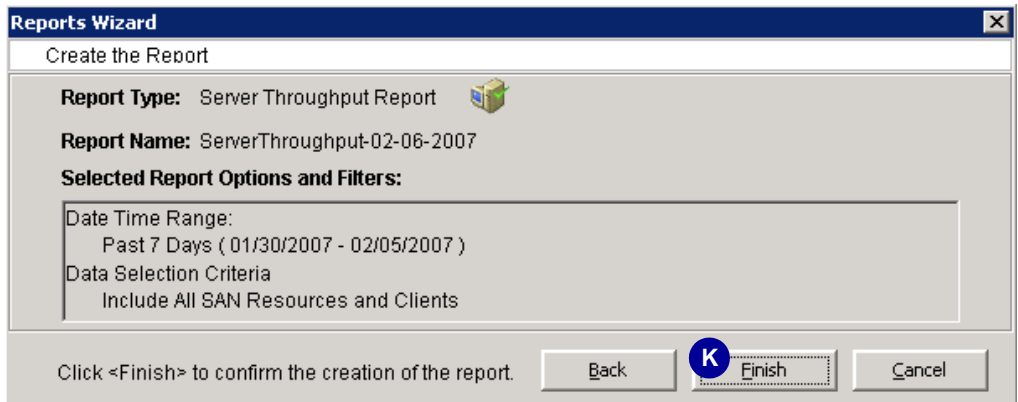 Reports Wizard
Create the Report
Report Type: Server Throughput Report
Report Name: ServerThroughput-02-06-2007
Selected Report Options and Filters:
Date Time Range:
Past 7 Days ( 01/30/2007 - 02/05/2007 )
Data Selection Criteria
Include All SAN Resources and Clients
Click <Finish> to confirm the creation of the report. Back K Finish Cancel